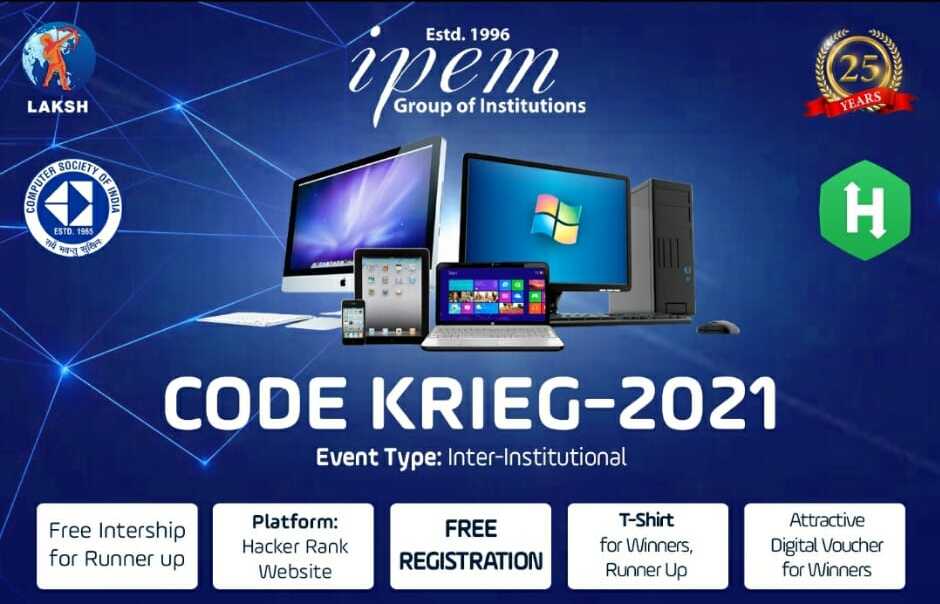 Estd. 1996
ipem
Group of Institutions
LAKSH
25
YEARS
COMPUTER SOCIETY OF INDIA
ESTD. 1965
H
CODE KRIEG-2021
Event Type: Inter-Institutional
Free Intership
for Runner up
Platform:
Hacker Rank
Website
FREE
REGISTRATION
T-Shirt
for Winners,
Runner Up
Attractive
Digital Voucher
for Winners